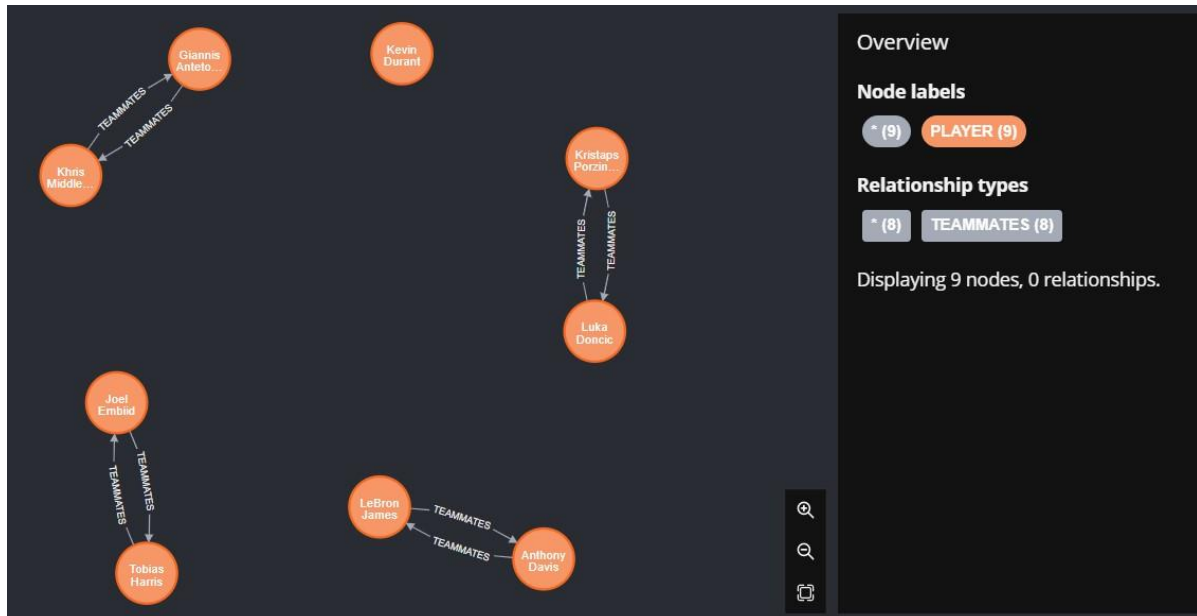 Giannis
Anteto...
TEAMMATES
TEAMMATES
Khris
Middle...
Kevin
Durant
Kristaps
Porzin...
TEAMMATES
TEAMMATES
Luka
Doncic
Joel
Embiid
TEAMMATES
TEAMMATES
Tobias
Harris
LeBron
James
TEAMMATES
TEAMMATES
Anthony
Davis
Overview
Node labels
* (9) PLAYER (9)
Relationship types
* (8) TEAMMATES (8)
Displaying 9 nodes, 0 relationships.